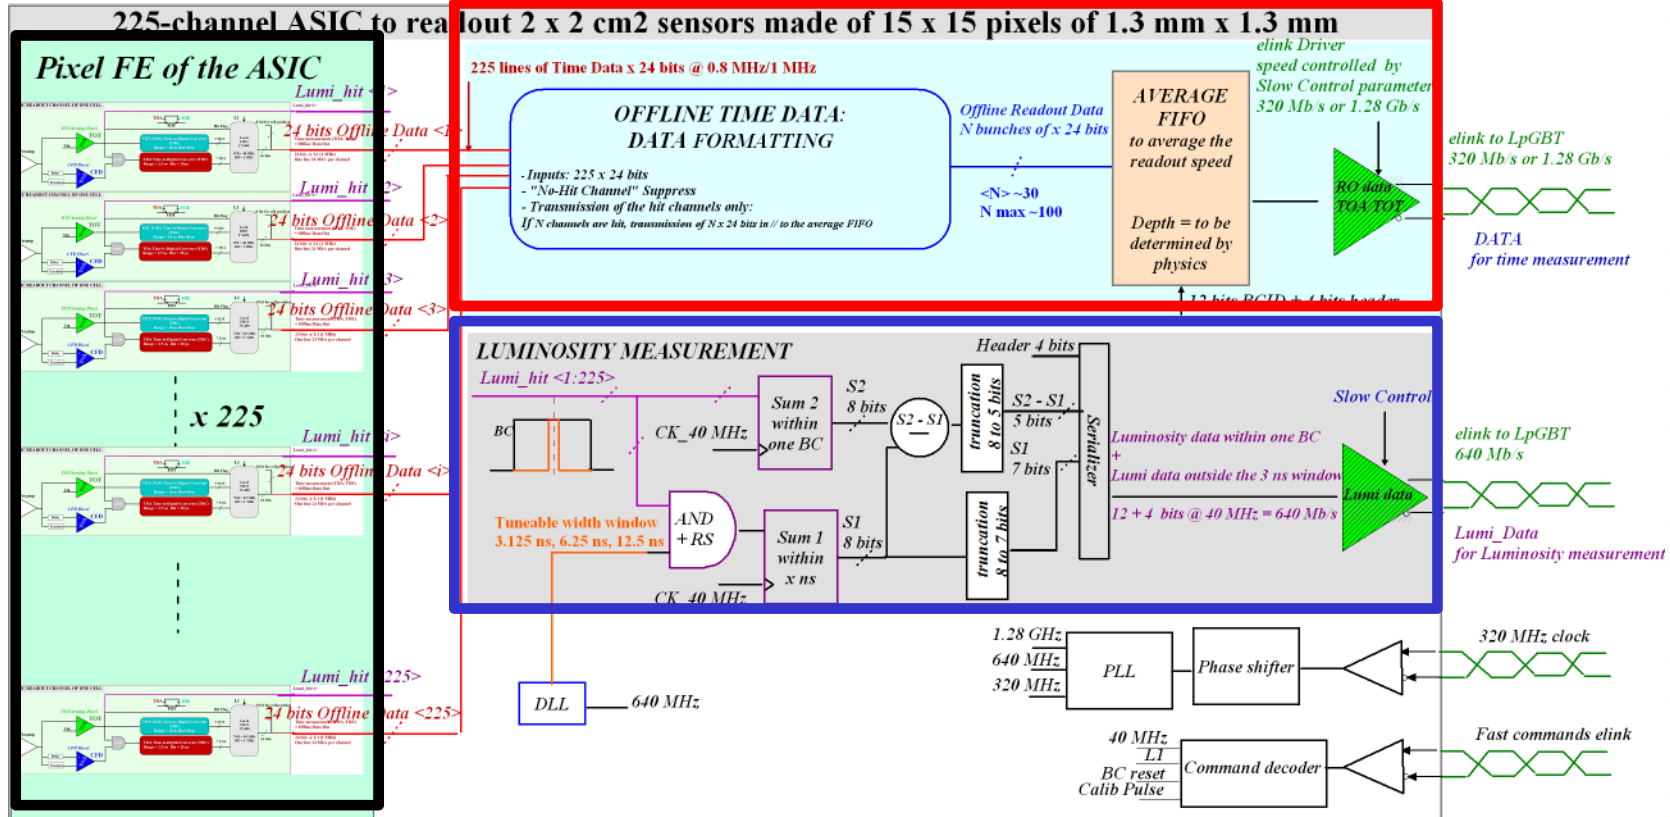 225-channel ASIC to readout 2 x 2 cm2 sensors made of 15 x 15 pixels of 1.3 mm x 1.3 mm
Pixel FE of the ASIC
Lumi_hit <1>
24 bits Offline Data <1>
Lumi_hit <2>
24 bits Offline Data <2>
Lumi_hit <3>
24 bits Offline Data <3>
x 225
Lumi_hit <i>
24 bits Offline Data <i>
Lumi_hit <225>
24 bits Offline Data <225>
TOT
CFD
225 lines of Time Data x 24 bits @ 0.8 MHz/1 MHz
OFFLINE TIME DATA:
DATA FORMATTING
- Inputs: 225 x 24 bits
- "No-Hit Channel" Suppress
- Transmission of the hit channels only:
If N channels are hit, transmission of N x 24 bits in // to the average FIFO
Offline Readout Data
N bunches of x 24 bits
<N> ~30
N max ~100
AVERAGE
FIFO
to average the
readout speed
Depth = to be
determined by
physics
12 bits BCID + 4 bits header
elink Driver
speed controlled by
Slow Control parameter
320 Mb/s or 1.28 Gb/s
RO data
TOA/TOT
elink to LpGBT
320 Mb/s or 1.28 Gb/s
DATA
for time measurement
LUMINOSITY MEASUREMENT
Lumi_hit <1:225>
BC
CK_40 MHz
Sum 2
within
one BC
S2
8 bits
S2 - S1
truncation
8 to 5 bits
Header 4 bits
S2 - S1
5 bits
S1
7 bits
Serializer
Tuneable width window
3.125 ns, 6.25 ns, 12.5 ns
AND
+ RS
CK_40 MHz
Sum 1
within
x ns
S1
8 bits
truncation
8 to 7 bits
Luminosity data within one BC
+
Lumi data outside the 3 ns window
12 + 4 bits @ 40 MHz = 640 Mb/s
Slow Control
Lumi data
elink to LpGBT
640 Mb/s
Lumi_Data
for Luminosity measurement
DLL
640 MHz
1.28 GHz
640 MHz
320 MHz
PLL
Phase shifter
320 MHz clock
40 MHz
L1
BC reset
Calib Pulse
Command decoder
Fast commands elink